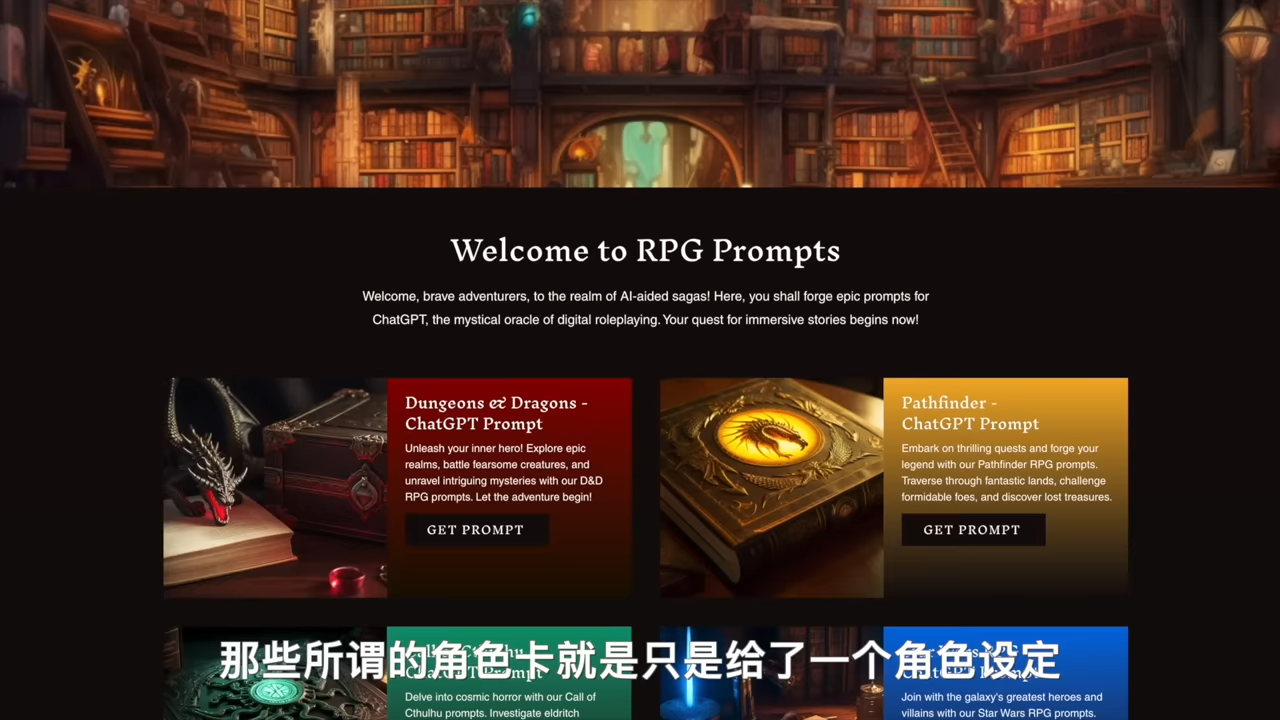 Welcome to RPG Prompts
Welcome, brave adventurers, to the realm of AI-aided sagas! Here, you shall forge epic prompts for
ChatGPT, the mystical oracle of digital roleplaying. Your quest for immersive stories begins now!
Dungeons & Dragons -
ChatGPT Prompt
Unleash your inner hero! Explore epic
realms, battle fearsome creatures, and
unravel intriguing mysteries with our D&D
RPG prompts. Let the adventure begin!
GET PROMPT
Pathfinder -
ChatGPT Prompt
Embark on thrilling quests and forge your
legend with our Pathfinder RPG prompts.
Traverse through fantastic lands, challenge
formidable foes, and discover lost treasures.
GET PROMPT
Delve into cosmic horror with our Call of
Cthulhu prompts. Investigate eldritch
Join with the galaxy's greatest heroes and
villains with our Star Wars RPG prompts.
那些所谓的角色卡就是只是给了一个角色设定